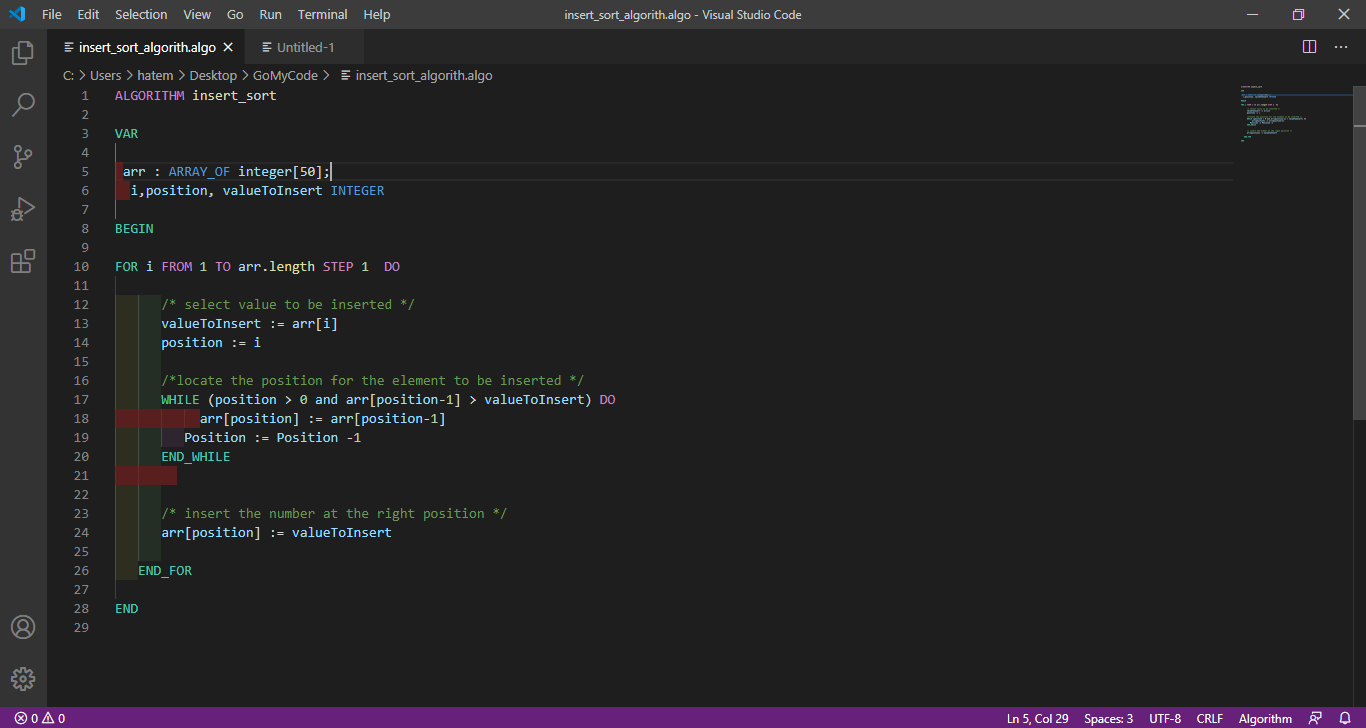 File Edit Selection View Go Run Terminal Help insert_sort_algorith.algo - Visual Studio Code
insert_sort_algorith.algo Untitled-1
C: > Users > hatem > Desktop > GoMyCode > insert_sort_algorith.algo
1 ALGORITHM insert_sort
2
3 VAR
4
5 arr : ARRAY_OF integer[50];
6 i,position, valueToInsert INTEGER
7
8 BEGIN
9
10 FOR i FROM 1 TO arr.length STEP 1 DO
11
12 /* select value to be inserted */
13 valueToInsert := arr[i]
14 position := i
15
16 /*locate the position for the element to be inserted */
17 WHILE (position > 0 and arr[position-1] > valueToInsert) DO
18 arr[position] := arr[position-1]
19 Position := Position -1
20 END_WHILE
21
22
23 /* insert the number at the right position */
24 arr[position] := valueToInsert
25
26 END_FOR
27
28 END
29
0 0 Ln 5, Col 29 Spaces: 3 UTF-8 CRLF Algorithm